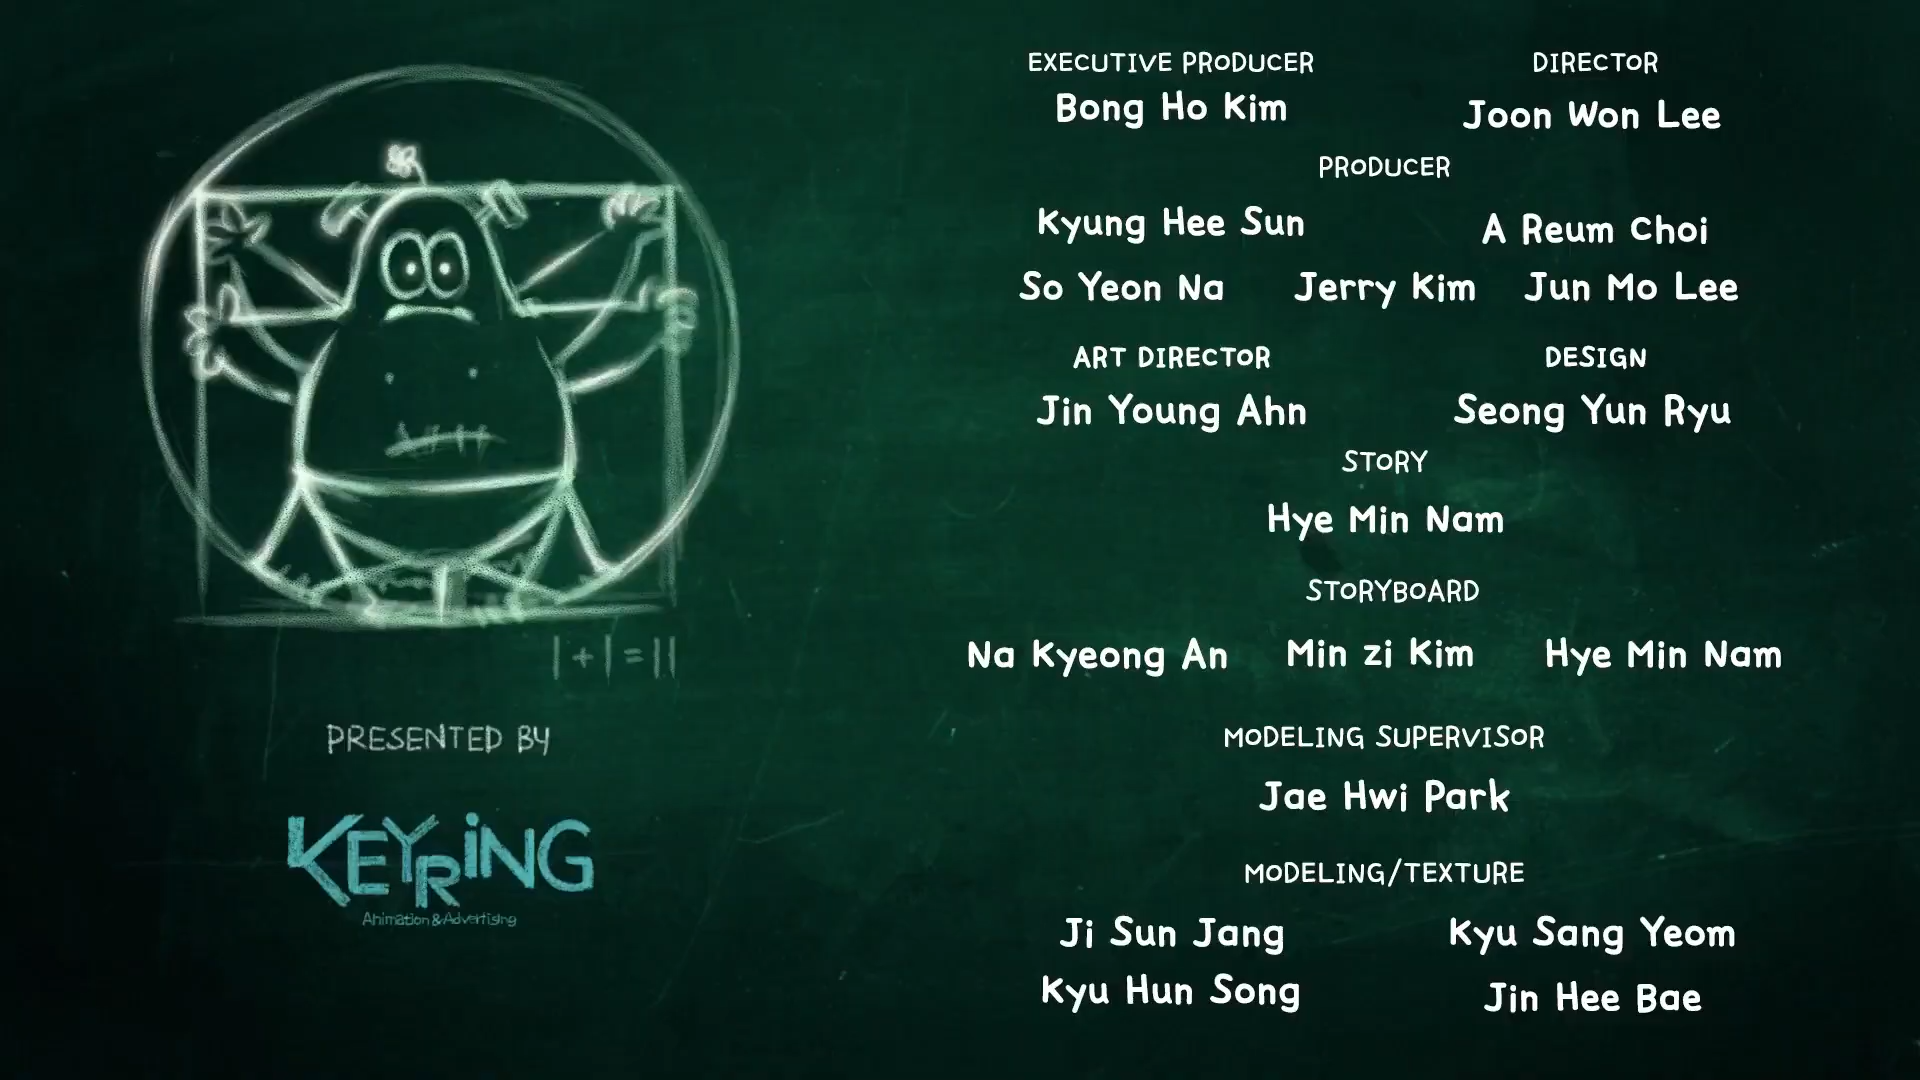 EXECUTIVE PRODUCER DIRECTOR
Bong Ho Kim Joon Won Lee
PRODUCER
Kyung Hee Sun A Reum Choi
So Yeon Na Jerry Kim Jun Mo Lee
ART DIRECTOR DESIGN
Jin Young Ahn Seong Yun Ryu
STORY
Hye Min Nam
STORYBOARD
Na Kyeong An Min zi Kim Hye Min Nam
MODELING SUPERVISOR
Jae Hwi Park
MODELING/TEXTURE
Ji Sun Jang Kyu Sang Yeom
Kyu Hun Song Jin Hee Bae
1+1=11
PRESENTED BY
KEYRiNG
Animation & Advertising